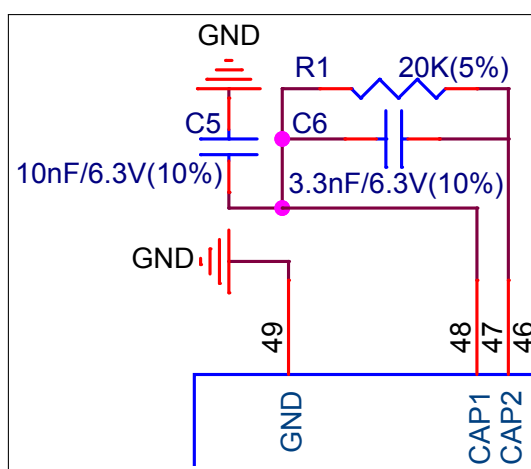 GND
R1 20K(5%)
C5 C6
10nF/6.3V(10%) 3.3nF/6.3V(10%)
GND
49 48 47 46
GND CAP1 CAP2